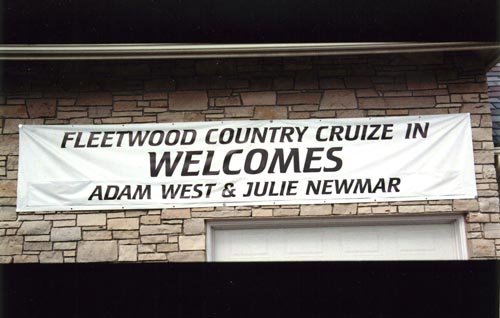 FLEETWOOD COUNTRY CRUIZE IN
WELCOMES
ADAM WEST & JULIE NEWMAR